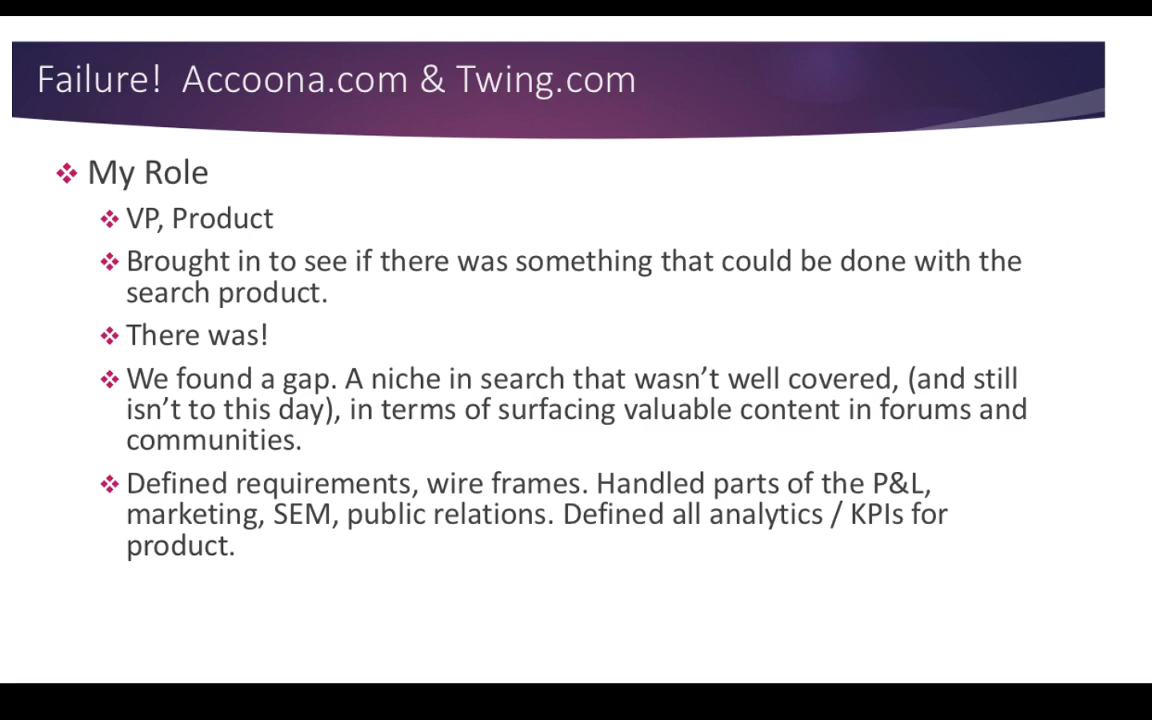 Failure!  Accoona.com & Twing.com
My Role
VP, Product
Brought in to see if there was something that could be done with the
search product.
There was!
We found a gap. A niche in search that wasn’t well covered, (and still
isn’t to this day), in terms of surfacing valuable content in forums and
communities.
Defined requirements, wire frames. Handled parts of the P&L,
marketing, SEM, public relations. Defined all analytics / KPIs for
product.